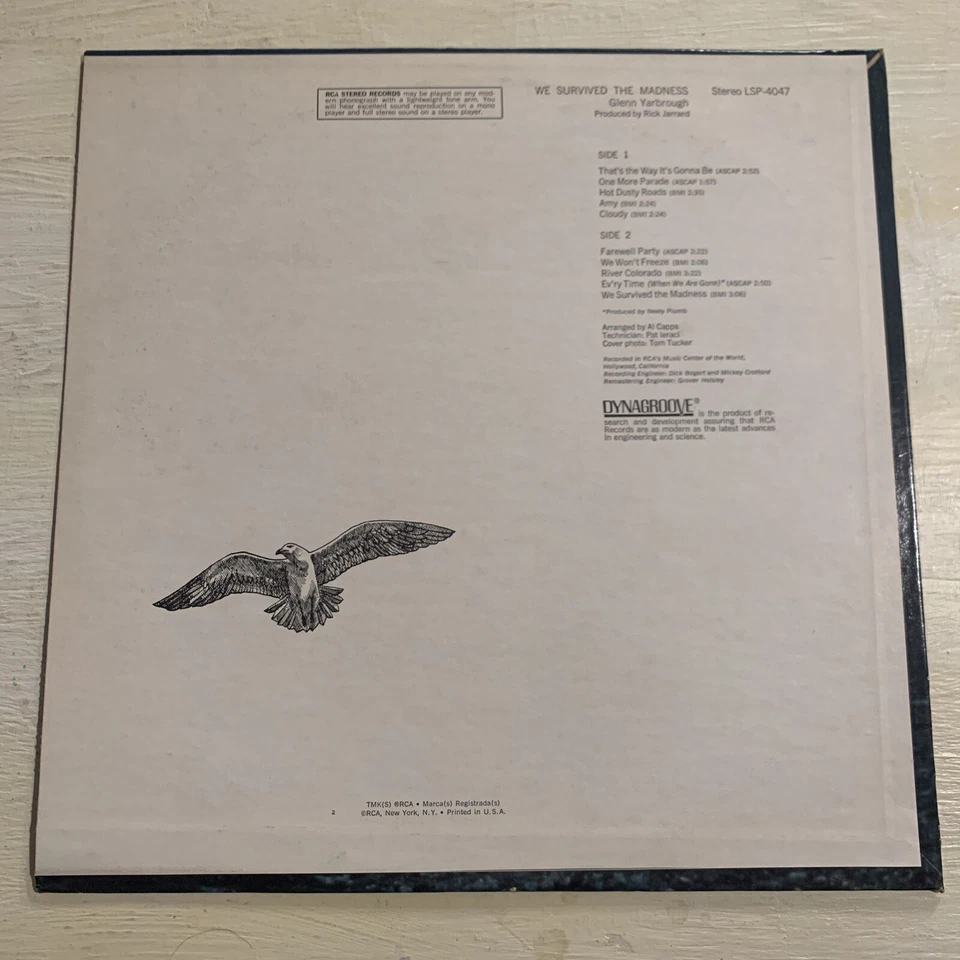 RCA STEREO RECORDS may be played on any mod-
ern phonograph with a lightweight tone arm. You
will hear excellent sound reproduction on a mono
player and full stereo sound on a stereo player.
WE SURVIVED THE MADNESS Stereo LSP-4047
Glenn Yarbrough
Produced by Rick Jarrard
SIDE 1
That's the Way It's Gonna Be (ASCAP 2:52)
One More Parade (ASCAP 1:57)
Hot Dusty Roads (BMI 2:35)
Amy (BMI 2:24)
Cloudy (BMI 2:24)
SIDE 2
Farewell Party (ASCAP 2:22)
We Won't Freeze (BMI 2:06)
River Colorado (BMI 3:22)
Ev'ry Time (When We Are Gone)* (ASCAP 2:50)
We Survived the Madness (BMI 3:06)
*Produced by Neely Plumb
Arranged by Al Capps
Technician: Pat Ieraci
Cover photo: Tom Tucker
Recorded in RCA's Music Center of the World,
Hollywood, California
Recording Engineer: Dick Bogert and Mickey Crofford
Remastering Engineer: Grover Helsley
DYNAGROOVE® is the product of re-
search and development assuring that RCA
Records are as modern as the latest advances
in engineering and science.
TMK(S) ®RCA • Marca(s) Registrada(s)
2 ©RCA, New York, N.Y. • Printed in U.S.A.